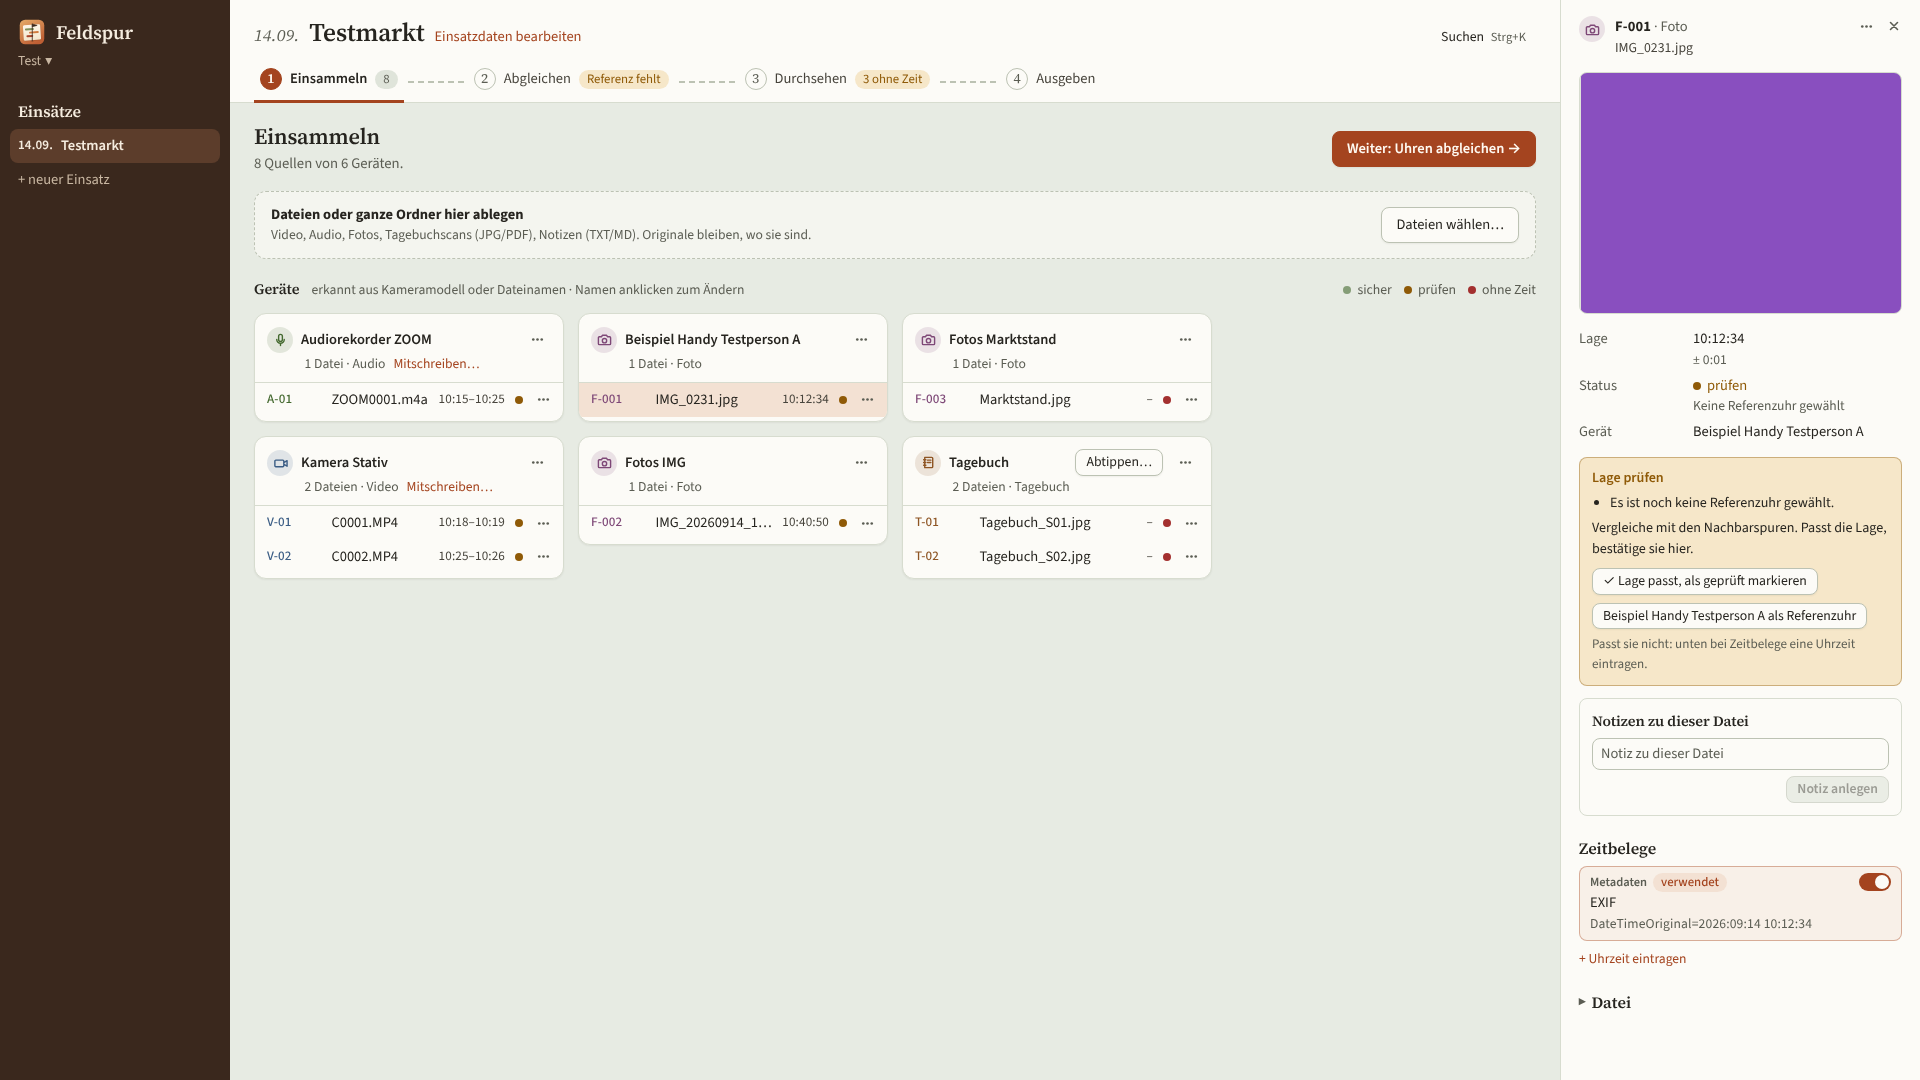 Feldspur
Test ▾
Einsätze
14.09. Testmarkt
+ neuer Einsatz
14.09. Testmarkt Einsatzdaten bearbeiten
Suchen Strg+K
1 Einsammeln 8
2 Abgleichen Referenz fehlt
3 Durchsehen 3 ohne Zeit
4 Ausgeben
Einsammeln
8 Quellen von 6 Geräten.
Weiter: Uhren abgleichen →
Dateien oder ganze Ordner hier ablegen
Video, Audio, Fotos, Tagebuchscans (JPG/PDF), Notizen (TXT/MD). Originale bleiben, wo sie sind.
Dateien wählen…
Geräte erkannt aus Kameramodell oder Dateinamen · Namen anklicken zum Ändern
sicher prüfen ohne Zeit
Audiorekorder ZOOM
1 Datei · Audio Mitschreiben…
A-01 ZOOM0001.m4a 10:15–10:25
Beispiel Handy Testperson A
1 Datei · Foto
F-001 IMG_0231.jpg 10:12:34
Fotos Marktstand
1 Datei · Foto
F-003 Marktstand.jpg –
Kamera Stativ
2 Dateien · Video Mitschreiben…
V-01 C0001.MP4 10:18–10:19
V-02 C0002.MP4 10:25–10:26
Fotos IMG
1 Datei · Foto
F-002 IMG_20260914_1… 10:40:50
Tagebuch Abtippen…
2 Dateien · Tagebuch
T-01 Tagebuch_S01.jpg –
T-02 Tagebuch_S02.jpg –
F-001 · Foto
IMG_0231.jpg
Lage 10:12:34
± 0:01
Status prüfen
Keine Referenzuhr gewählt
Gerät Beispiel Handy Testperson A
Lage prüfen
• Es ist noch keine Referenzuhr gewählt.
Vergleiche mit den Nachbarspuren. Passt die Lage,
bestätige sie hier.
✓ Lage passt, als geprüft markieren
Beispiel Handy Testperson A als Referenzuhr
Passt sie nicht: unten bei Zeitbelege eine Uhrzeit
eintragen.
Notizen zu dieser Datei
Notiz zu dieser Datei
Notiz anlegen
Zeitbelege
Metadaten verwendet
EXIF
DateTimeOriginal=2026:09:14 10:12:34
+ Uhrzeit eintragen
Datei